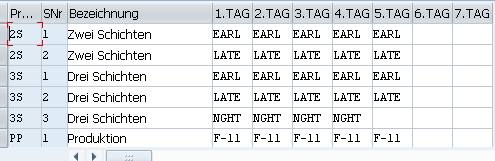 Pr... SNr Bezeichnung 1.TAG 2.TAG 3.TAG 4.TAG 5.TAG 6.TAG 7.TAG
2S 1 Zwei Schichten EARL EARL EARL EARL EARL
2S 2 Zwei Schichten LATE LATE LATE LATE LATE
3S 1 Drei Schichten EARL EARL EARL EARL EARL
3S 2 Drei Schichten LATE LATE LATE LATE LATE
3S 3 Drei Schichten NGHT NGHT NGHT NGHT
PP 1 Produktion F-11 F-11 F-11 F-11 F-11